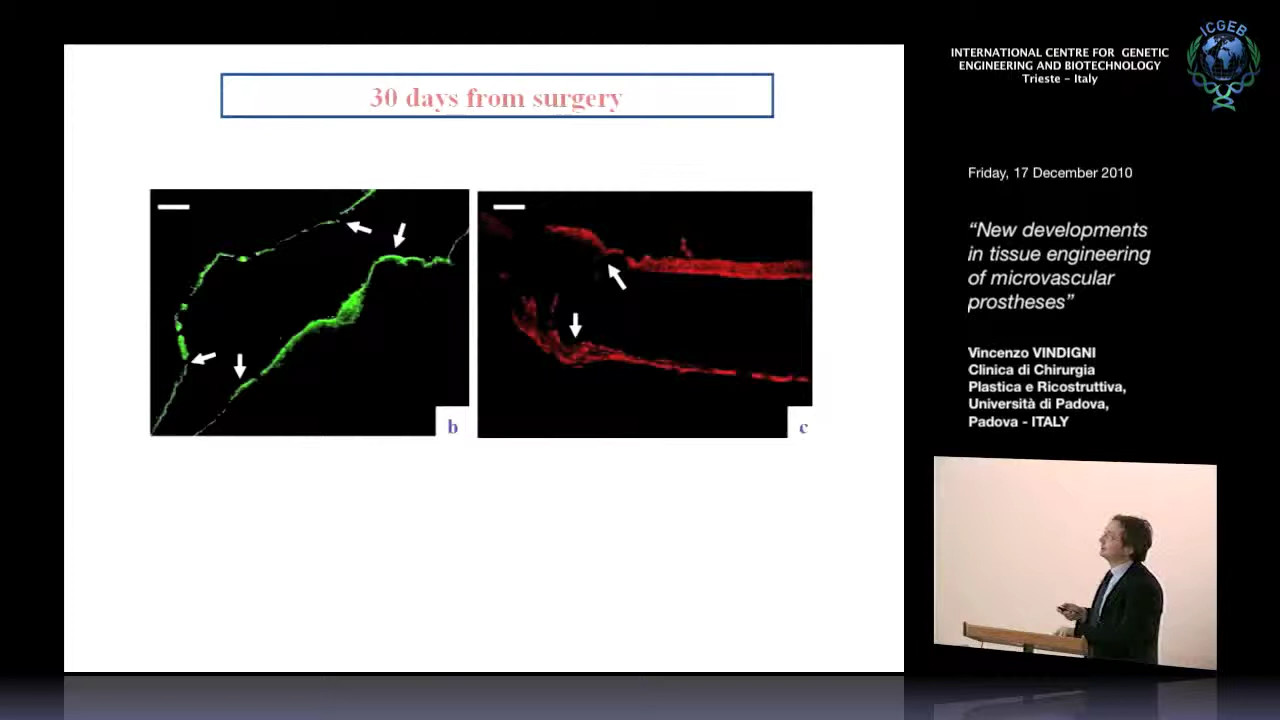 30 days from surgery
b
c
ICGEB
INTERNATIONAL CENTRE FOR GENETIC
ENGINEERING AND BIOTECHNOLOGY
Trieste – Italy
Friday, 17 December 2010
“New developments
in tissue engineering
of microvascular
prostheses”
Vincenzo VINDIGNI
Clinica di Chirurgia
Plastica e Ricostruttiva,
Università di Padova,
Padova - ITALY